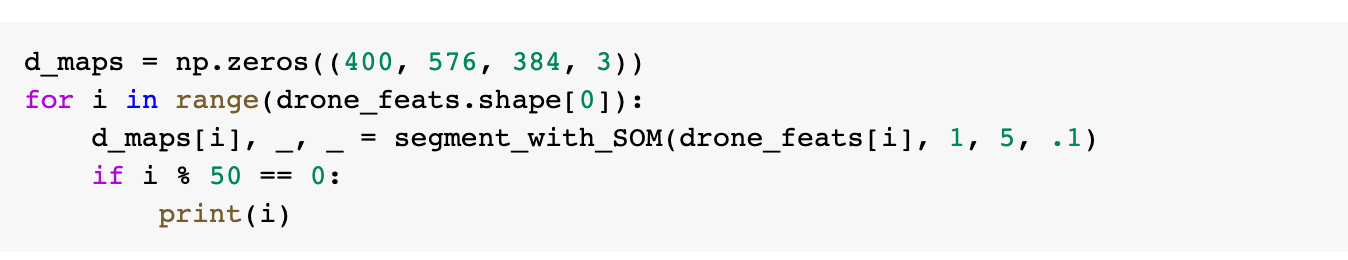 d_maps = np.zeros((400, 576, 384, 3))
for i in range(drone_feats.shape[0]):
    d_maps[i], _, _ = segment_with_SOM(drone_feats[i], 1, 5, .1)
    if i % 50 == 0:
        print(i)